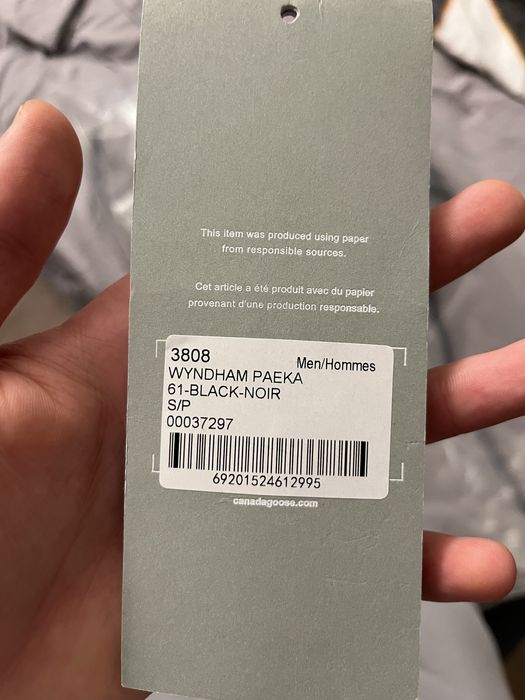 This item was produced using paper
from responsible sources.
Cet article a été produit avec du papier
provenant d'une production responsable.
3808 Men/Hommes
WYNDHAM PAEKA
61-BLACK-NOIR
S/P
00037297
69201524612995
canadagoose.com